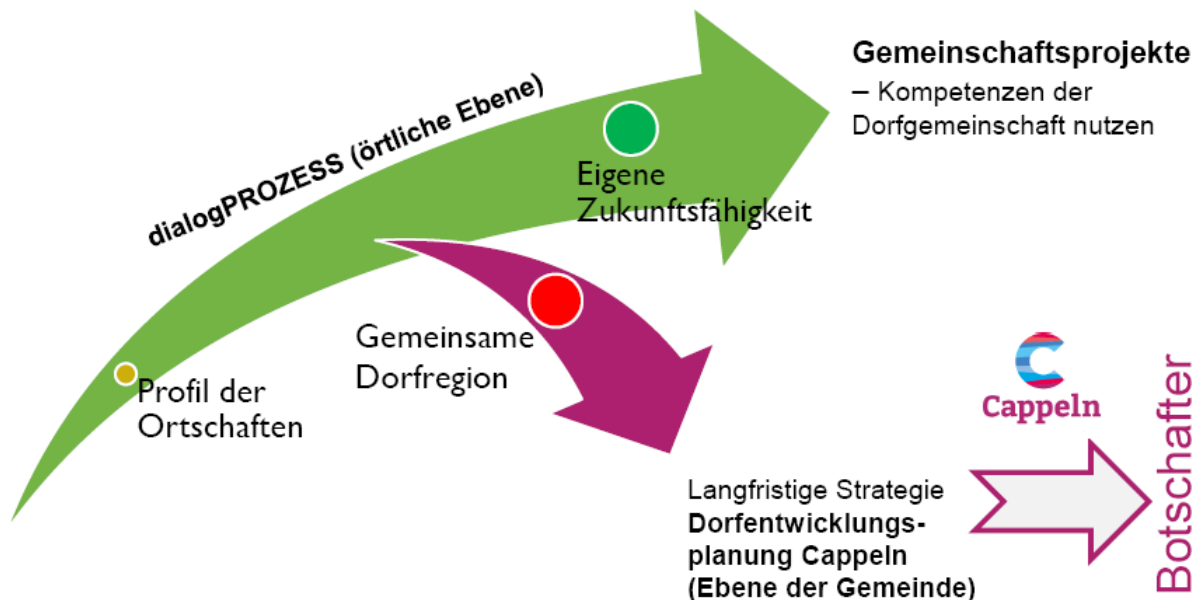 dialogPROZESS (örtliche Ebene)
Gemeinschaftsprojekte
– Kompetenzen der
Dorfgemeinschaft nutzen
Eigene
Zukunftsfähigkeit
Gemeinsame
Dorfregion
Profil der
Ortschaften
Cappeln
Langfristige Strategie
Dorfentwicklungs-
planung Cappeln
(Ebene der Gemeinde)
Botschafter